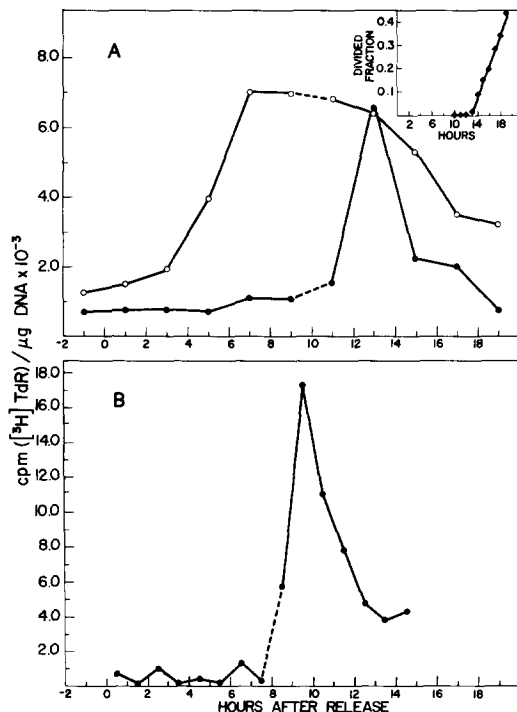 A
8.0
6.0
4.0
2.0
-2 0 2 4 6 8 10 12 14 16 18
0.4
0.3
0.2
0.1
DIVIDED
FRACTION
2 6 10 14 18
HOURS
cpm ([³H] TdR) / μg DNA x 10⁻³
B
18.0
16.0
14.0
12.0
10.0
8.0
6.0
4.0
2.0
-2 0 2 4 6 8 10 12 14 16 18
HOURS AFTER RELEASE